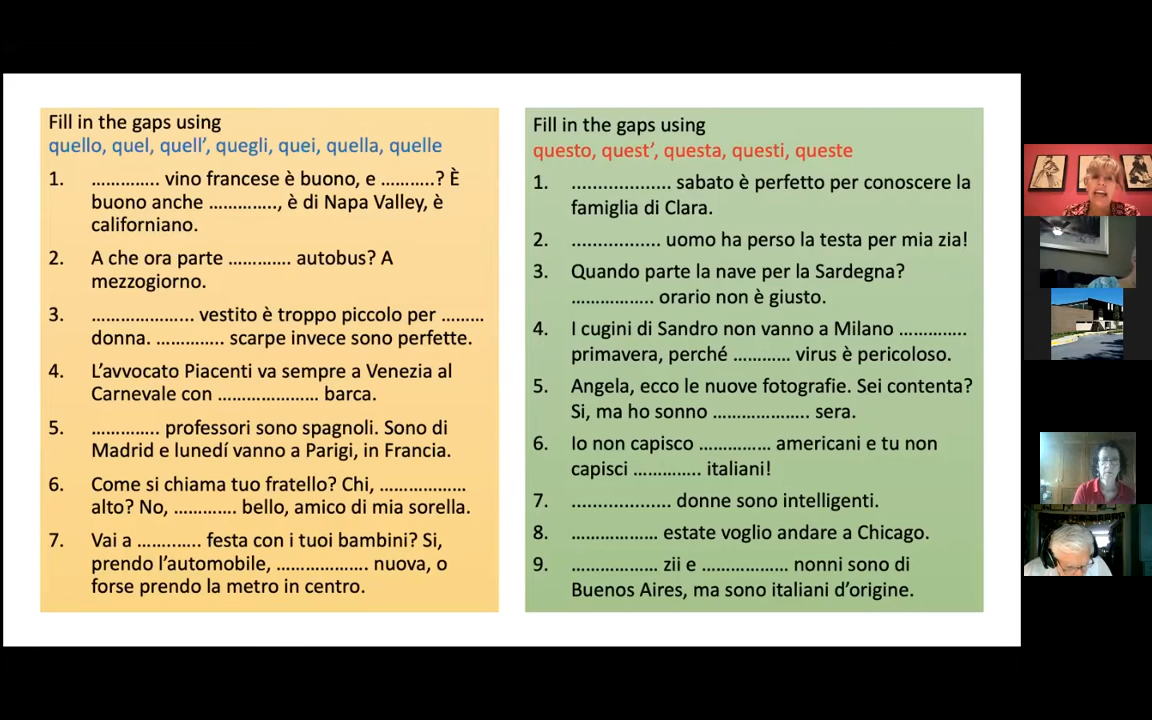 Fill in the gaps using
quello, quel, quell’, quegli, quei, quella, quelle
1. ………….. vino francese è buono, e ………..? È
buono anche ………….., è di Napa Valley, è
californiano.
2. A che ora parte …………. autobus? A
mezzogiorno.
3. ………………... vestito è troppo piccolo per ………
donna. ………….. scarpe invece sono perfette.
4. L’avvocato Piacenti va sempre a Venezia al
Carnevale con ………………… barca.
5. ………….. professori sono spagnoli. Sono di
Madrid e lunedí vanno a Parigi, in Francia.
6. Come si chiama tuo fratello? Chi, ………………
alto? No, …………. bello, amico di mia sorella.
7. Vai a …………. festa con i tuoi bambini? Si,
prendo l’automobile, ………………. nuova, o
forse prendo la metro in centro.
Fill in the gaps using
questo, quest’, questa, questi, queste
1. ................... sabato è perfetto per conoscere la
famiglia di Clara.
2. ................. uomo ha perso la testa per mia zia!
3. Quando parte la nave per la Sardegna?
…………….. orario non è giusto.
4. I cugini di Sandro non vanno a Milano …………..
primavera, perché ………… virus è pericoloso.
5. Angela, ecco le nuove fotografie. Sei contenta?
Si, ma ho sonno ……………….. sera.
6. Io non capisco …………… americani e tu non
capisci ………….. italiani!
7. ................... donne sono intelligenti.
8. ……………… estate voglio andare a Chicago.
9. ……………… zii e ……………… nonni sono di
Buenos Aires, ma sono italiani d’origine.